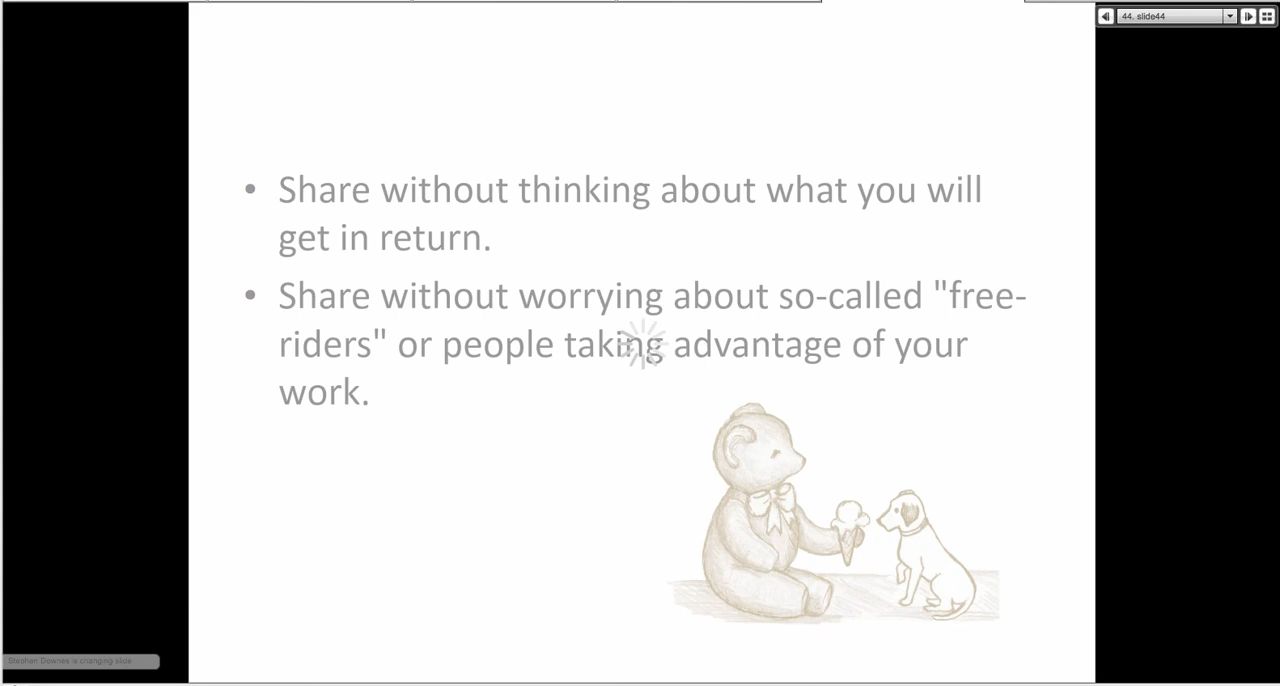 44. slide44
• Share without thinking about what you will
get in return.
• Share without worrying about so-called "free-
riders" or people taking advantage of your
work.
Stephen Downes is changing slide